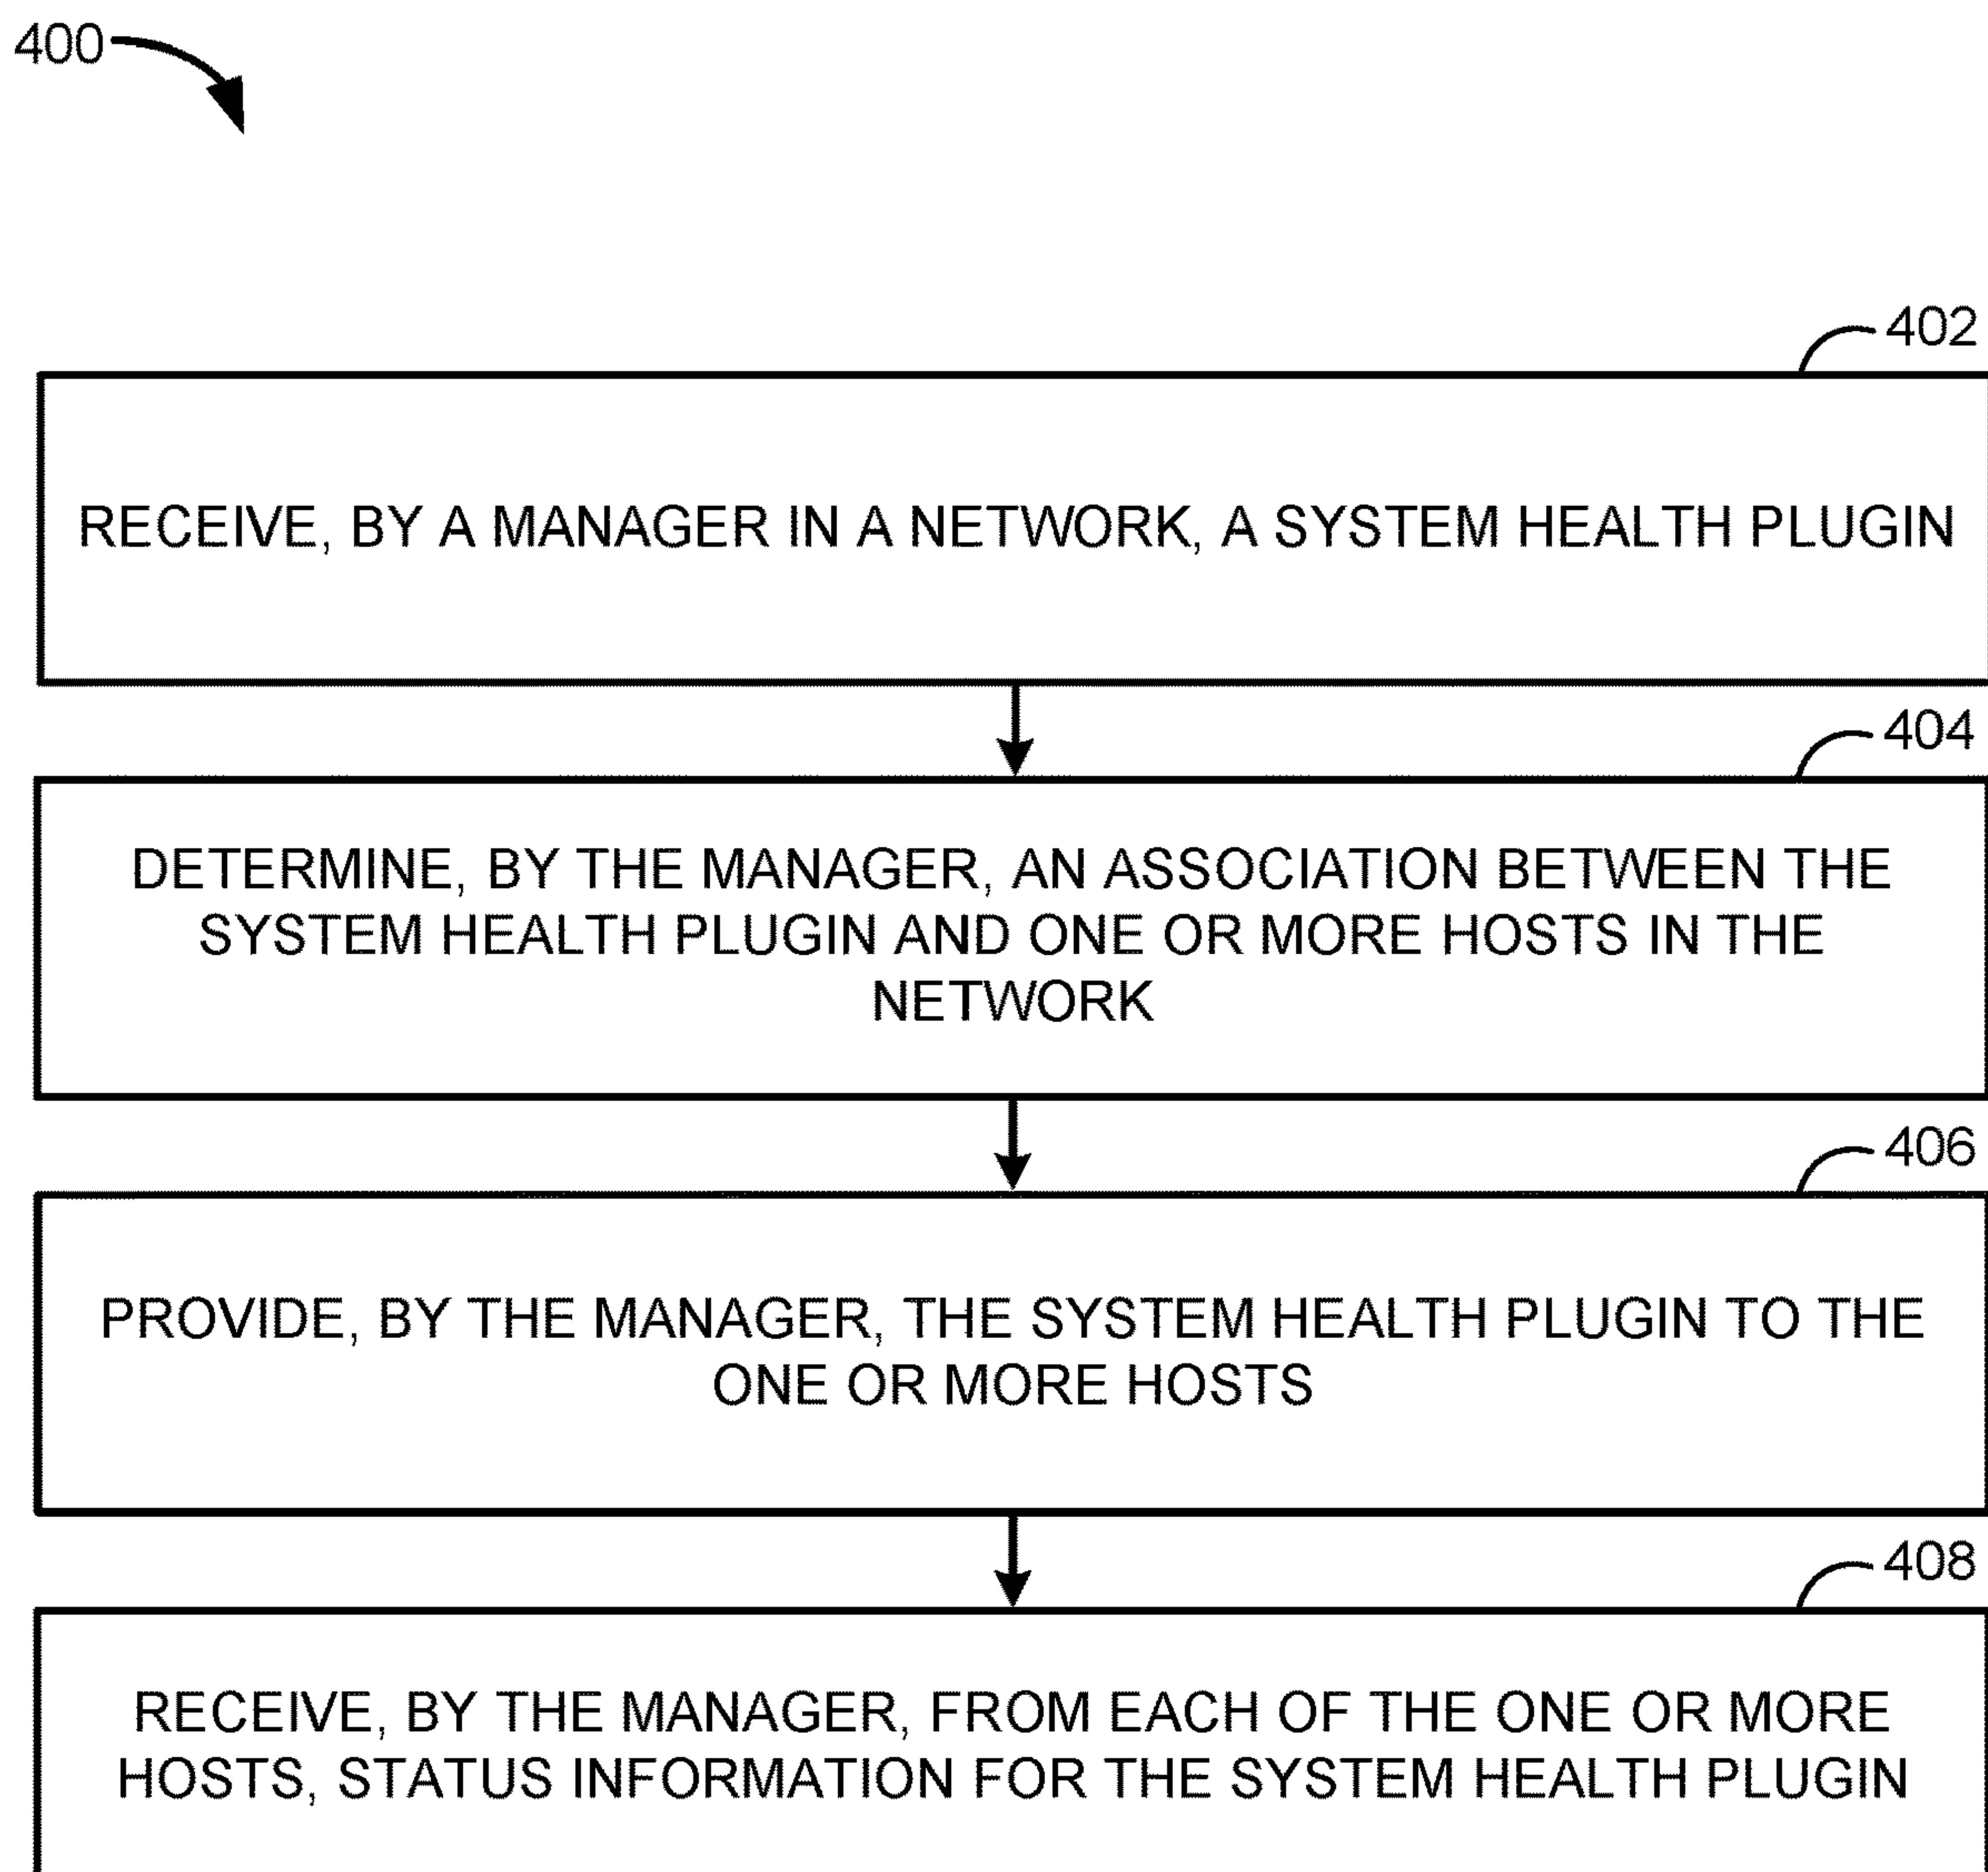 400
402
RECEIVE, BY A MANAGER IN A NETWORK, A SYSTEM HEALTH PLUGIN
404
DETERMINE, BY THE MANAGER, AN ASSOCIATION BETWEEN THE
SYSTEM HEALTH PLUGIN AND ONE OR MORE HOSTS IN THE
NETWORK
406
PROVIDE, BY THE MANAGER, THE SYSTEM HEALTH PLUGIN TO THE
ONE OR MORE HOSTS
408
RECEIVE, BY THE MANAGER, FROM EACH OF THE ONE OR MORE
HOSTS, STATUS INFORMATION FOR THE SYSTEM HEALTH PLUGIN